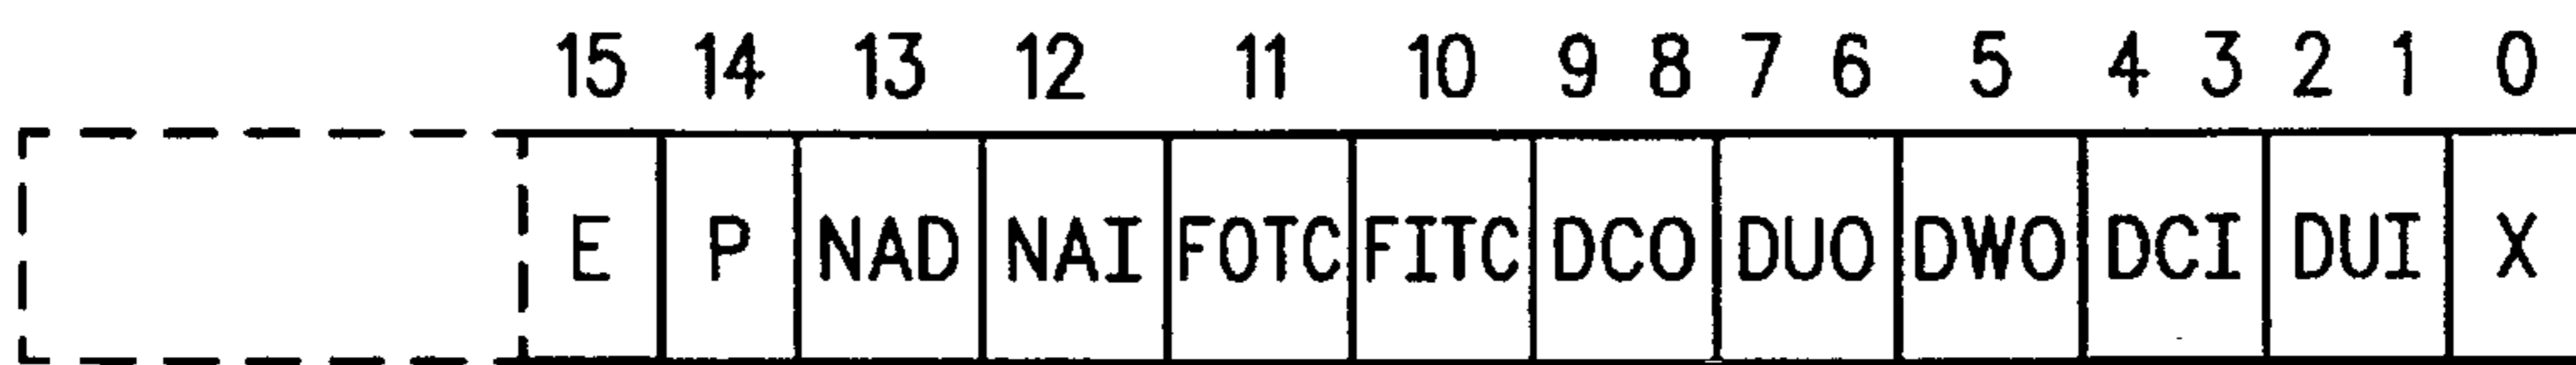 15 14 13 12 11 10 9 8 7 6 5 4 3 2 1 0
E P NAD NAI FOTC FITC DCO DUO DWO DCI DUI X